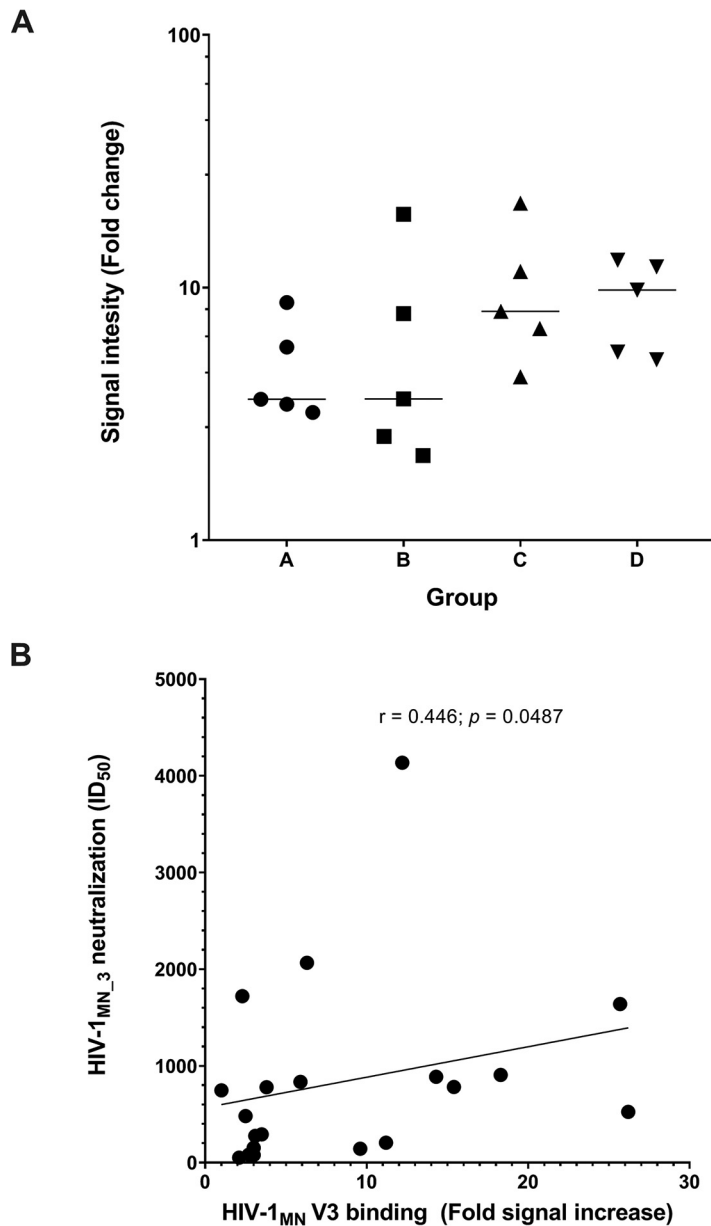 A
100
10
1
Signal intesity (Fold change)
A B C D
Group
B
5000
4000
3000
2000
1000
0
r = 0.446; p = 0.0487
HIV-1MN_3 neutralization (ID50)
0 10 20 30
HIV-1MN V3 binding (Fold signal increase)